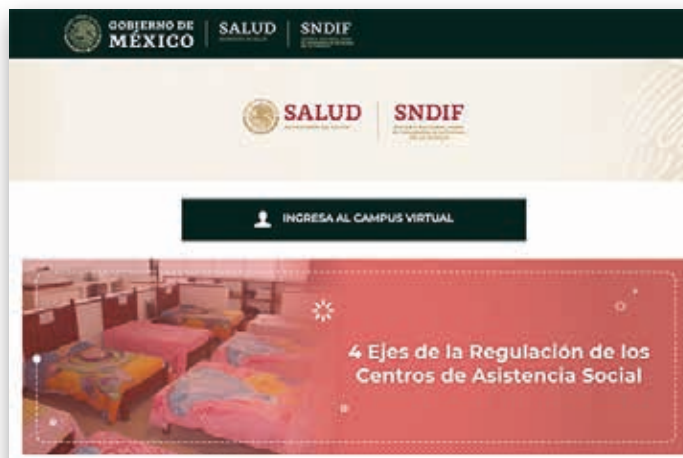 GOBIERNO DE
MÉXICO
SALUD
SNDIF
SALUD
SNDIF
INGRESA AL CAMPUS VIRTUAL
4 Ejes de la Regulación de los
Centros de Asistencia Social